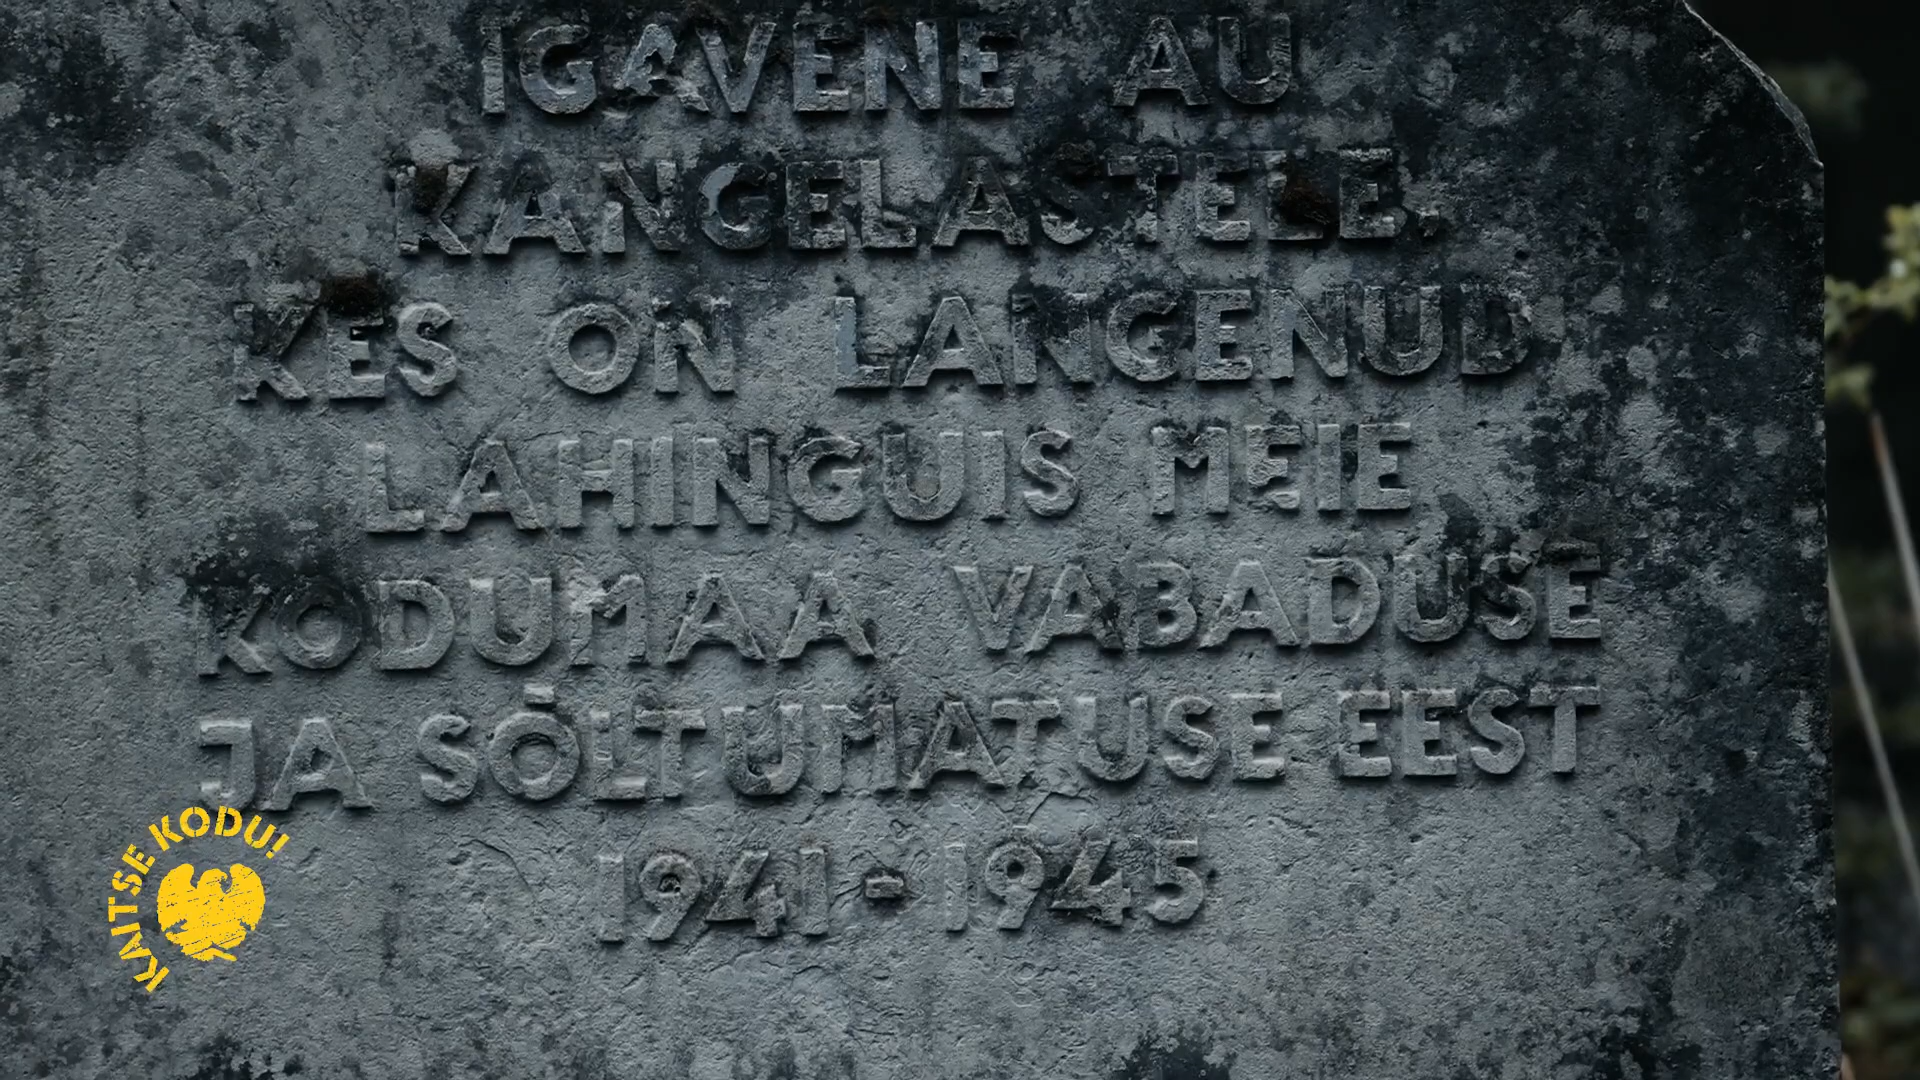 IGAVENE AU
KANGELASTELE,
KES ON LANGENUD
LAHINGUIS MEIE
KODUMAA VABADUSE
JA SÕLTUMATUSE EEST
1941-1945
KAITSE KODU!